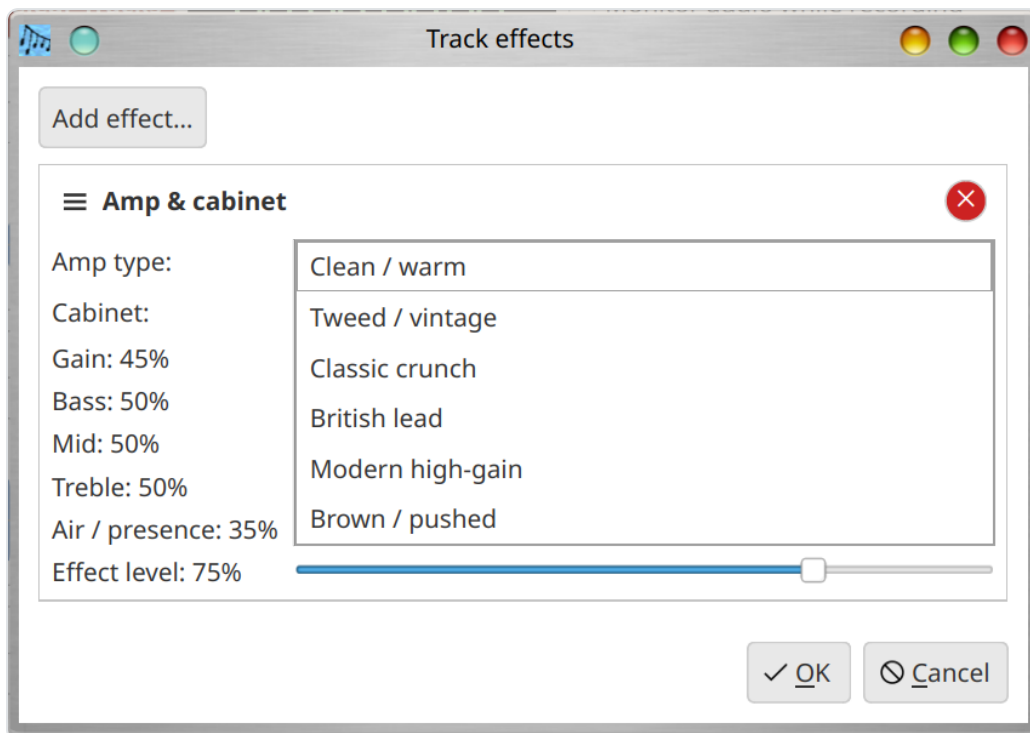 Track effects
Add effect...
Amp & cabinet
Amp type:
Clean / warm
Cabinet:
Tweed / vintage
Gain: 45%
Classic crunch
Bass: 50%
British lead
Mid: 50%
Modern high-gain
Treble: 50%
Brown / pushed
Air / presence: 35%
Effect level: 75%
OK
Cancel